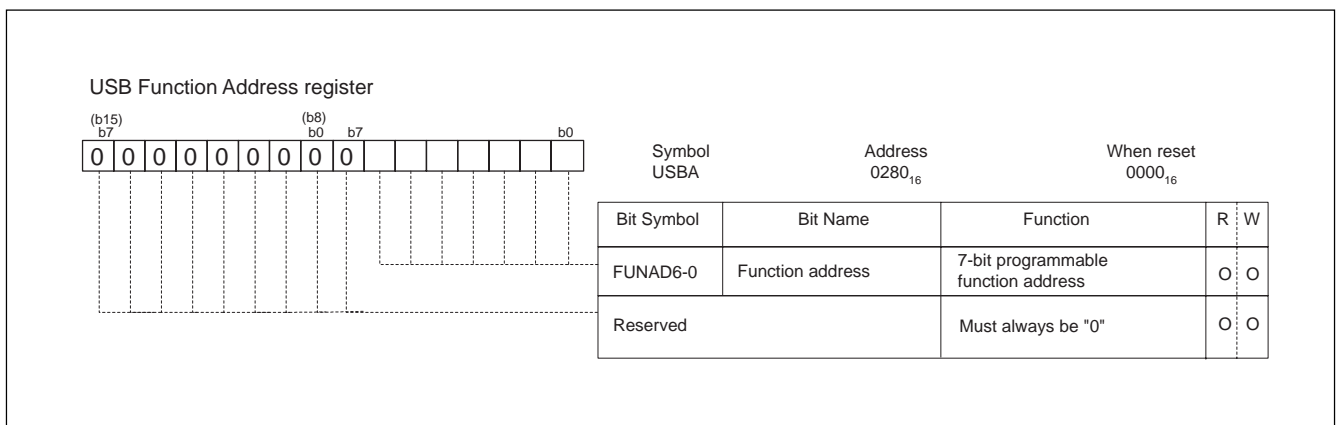 USB Function Address register
(b15) (b8)
b7 b0 b7 b0
0 0 0 0 0 0 0 0 0
Symbol Address When reset
USBA 0280₁₆ 0000₁₆
Bit Symbol Bit Name Function R W
FUNAD6-0 Function address 7-bit programmable
function address O O
Reserved Must always be "0" O O